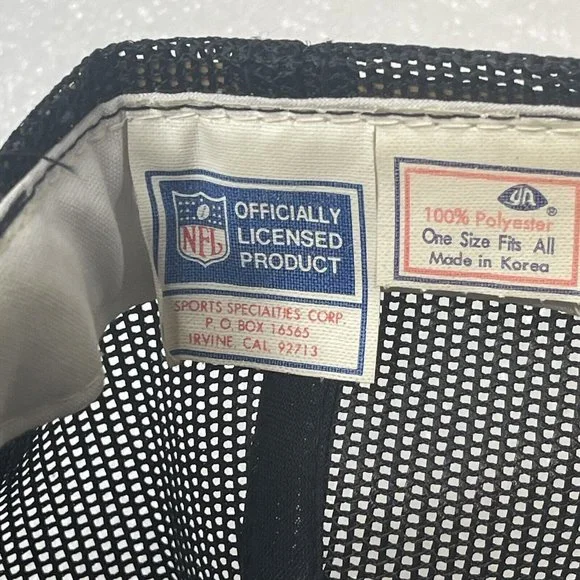 NFL
OFFICIALLY
LICENSED
PRODUCT
SPORTS SPECIALTIES CORP.
P.O. BOX 16565
IRVINE, CAL. 92713
100% Polyester
One Size Fits All
Made in Korea